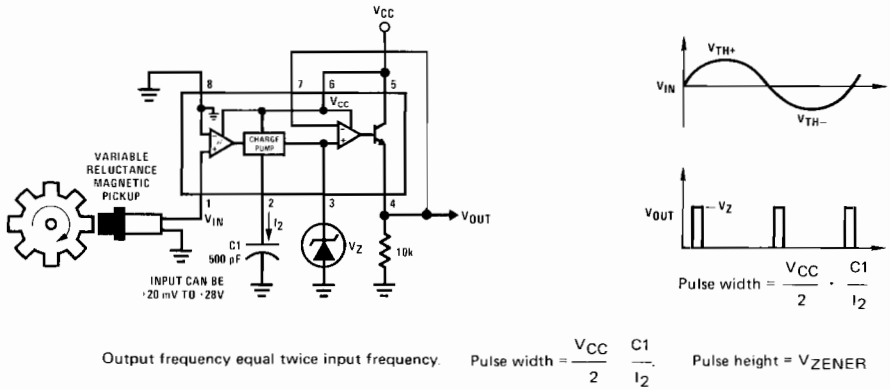 VCC
8
7
6
5
VCC
CHARGE
PUMP
VARIABLE
RELUCTANCE
MAGNETIC
PICKUP
1
2
3
4
VIN
I2
C1
500 pF
VZ
10k
VOUT
INPUT CAN BE
·20 mV TO ·28V
VTH+
VIN
VTH–
VOUT
VZ
Pulse width = VCC/2 · C1/I2
Output frequency equal twice input frequency. Pulse width = VCC/2 C1/I2. Pulse height = VZENER